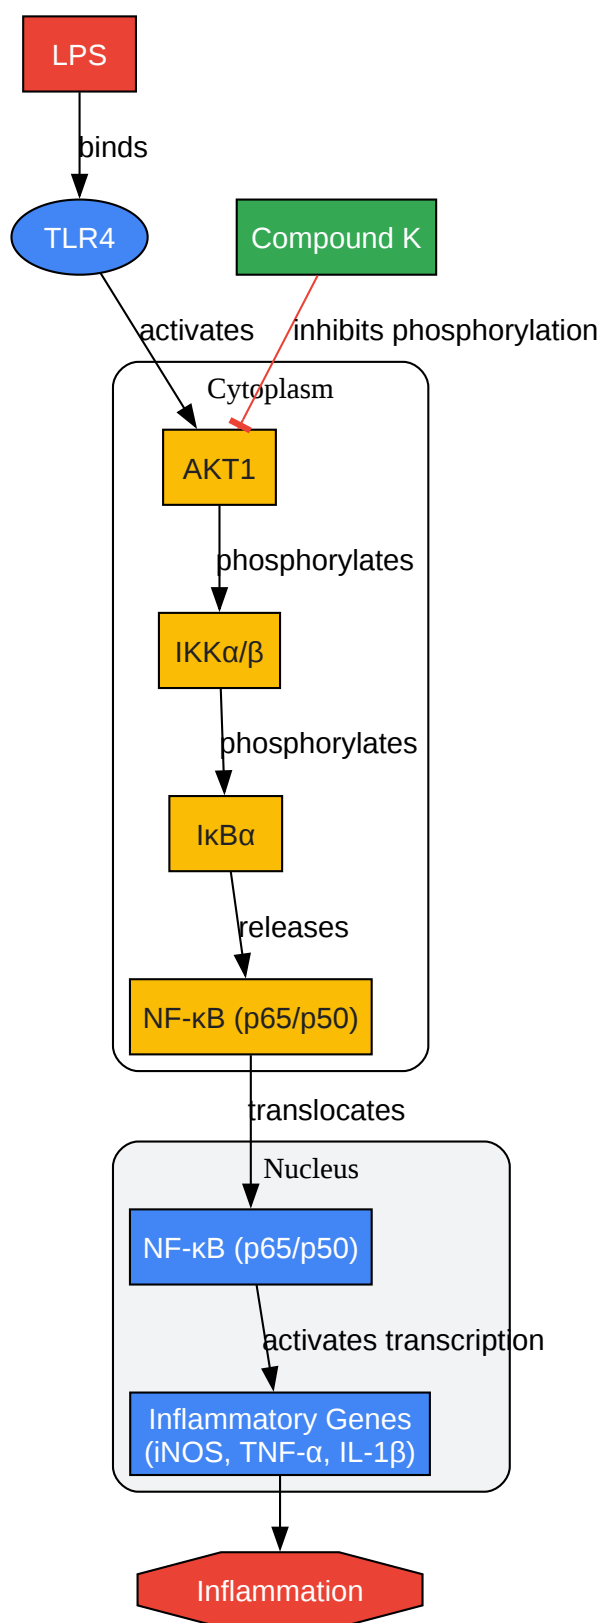 LPS
binds
TLR4
Compound K
activates
inhibits phosphorylation
Cytoplasm
AKT1
phosphorylates
IKKα/β
phosphorylates
IκBα
releases
NF-κB (p65/p50)
translocates
Nucleus
NF-κB (p65/p50)
activates transcription
Inflammatory Genes
(iNOS, TNF-α, IL-1β)
Inflammation